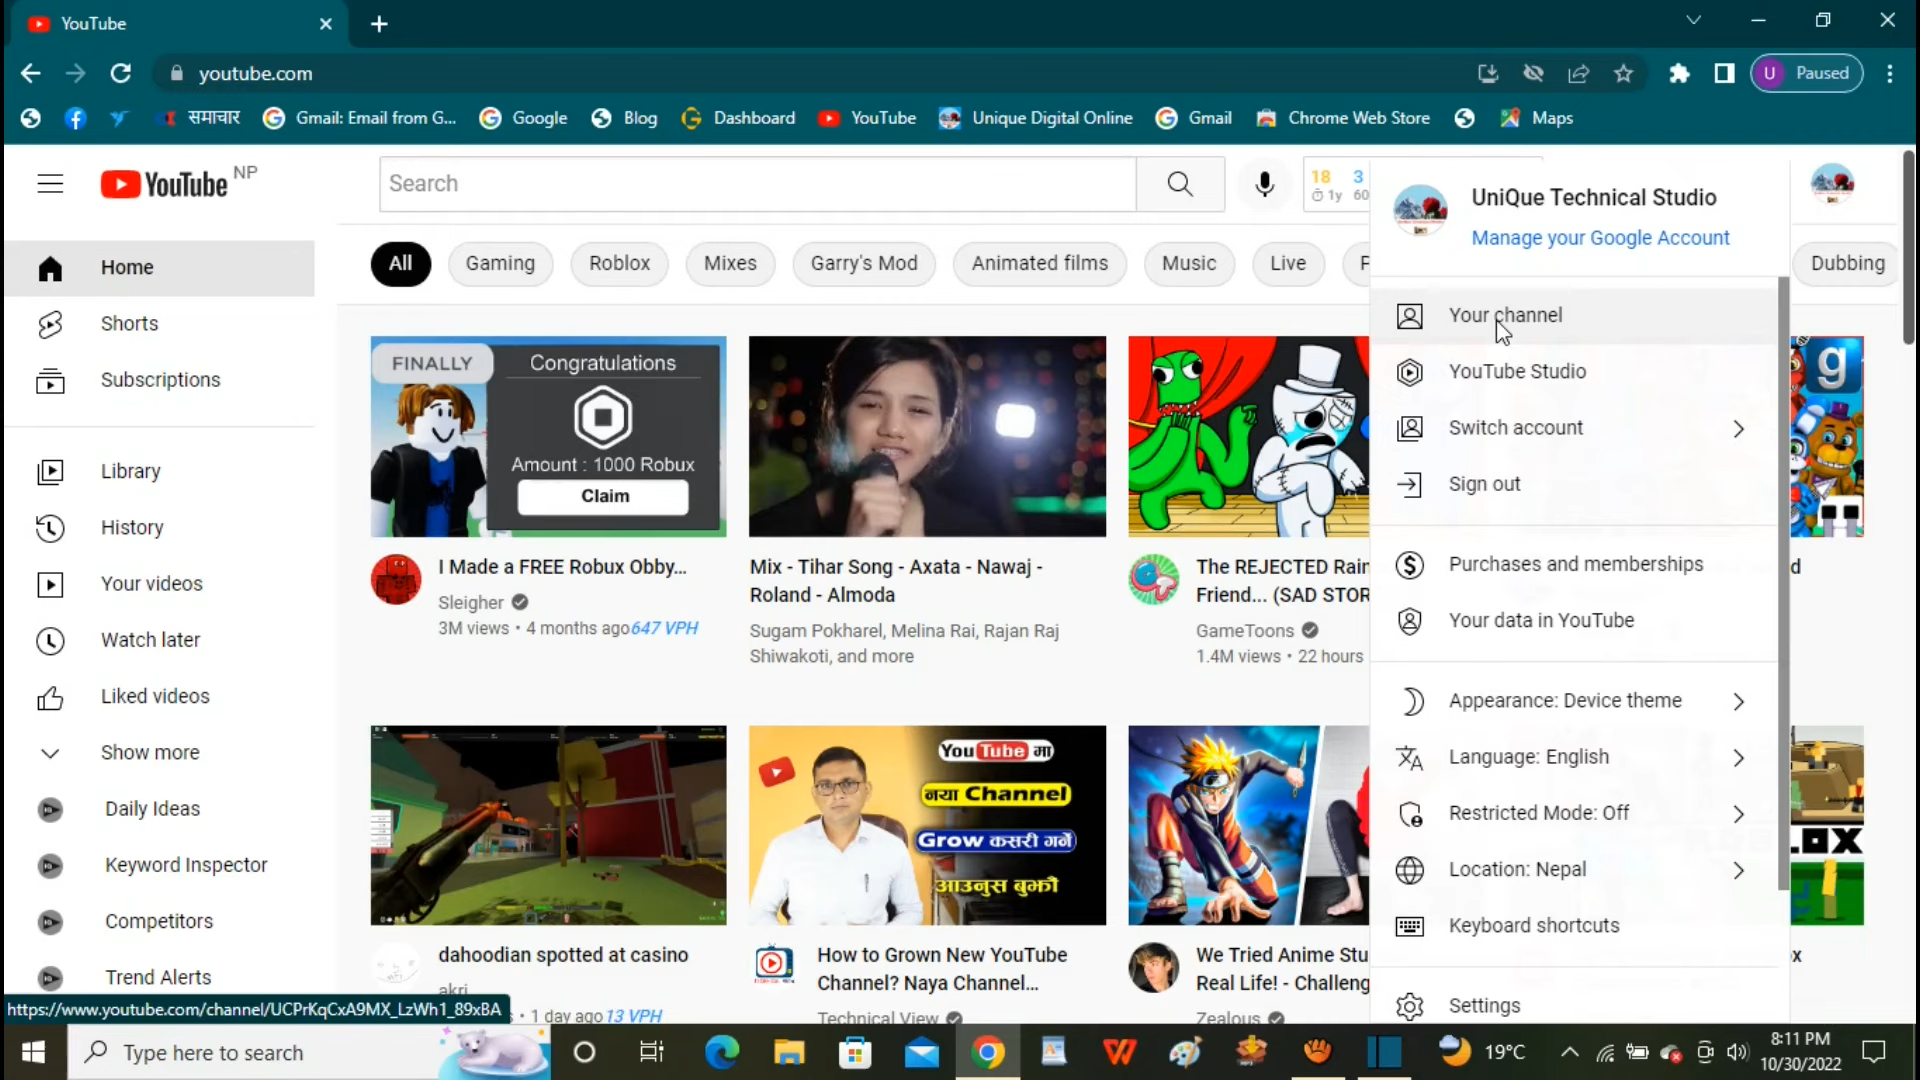 YouTube
youtube.com
U Paused
समाचार
Gmail: Email from G...
Google
Blog
Dashboard
YouTube
Unique Digital Online
Gmail
Chrome Web Store
Maps
YouTube NP
Search
18 3
1y 60
Home
Shorts
Subscriptions
Library
History
Your videos
Watch later
Liked videos
Show more
Daily Ideas
Keyword Inspector
Competitors
Trend Alerts
All
Gaming
Roblox
Mixes
Garry's Mod
Animated films
Music
Live
Dubbing
FINALLY
Congratulations
Amount : 1000 Robux
Claim
I Made a FREE Robux Obby...
Sleigher
3M views • 4 months ago 647 VPH
Mix - Tihar Song - Axata - Nawaj -
Roland - Almoda
Sugam Pokharel, Melina Rai, Rajan Raj
Shiwakoti, and more
The REJECTED Rain
Friend... (SAD STOR
GameToons
1.4M views • 22 hours
g
d
dahoodian spotted at casino
akri
1 day ago 13 VPH
YouTube मा
नया Channel
Grow कसरी गर्ने
आउनुस बुझौ
How to Grown New YouTube
Channel? Naya Channel...
Technical View
We Tried Anime Stu
Real Life! - Challeng
Zealous
LOX
x
UniQue Technical Studio
Manage your Google Account
Your channel
YouTube Studio
Switch account
Sign out
Purchases and memberships
Your data in YouTube
Appearance: Device theme
Language: English
Restricted Mode: Off
Location: Nepal
Keyboard shortcuts
Settings
https://www.youtube.com/channel/UCPrKqCxA9MX_LzWh1_89xBA
Type here to search
19°C
8:11 PM
10/30/2022